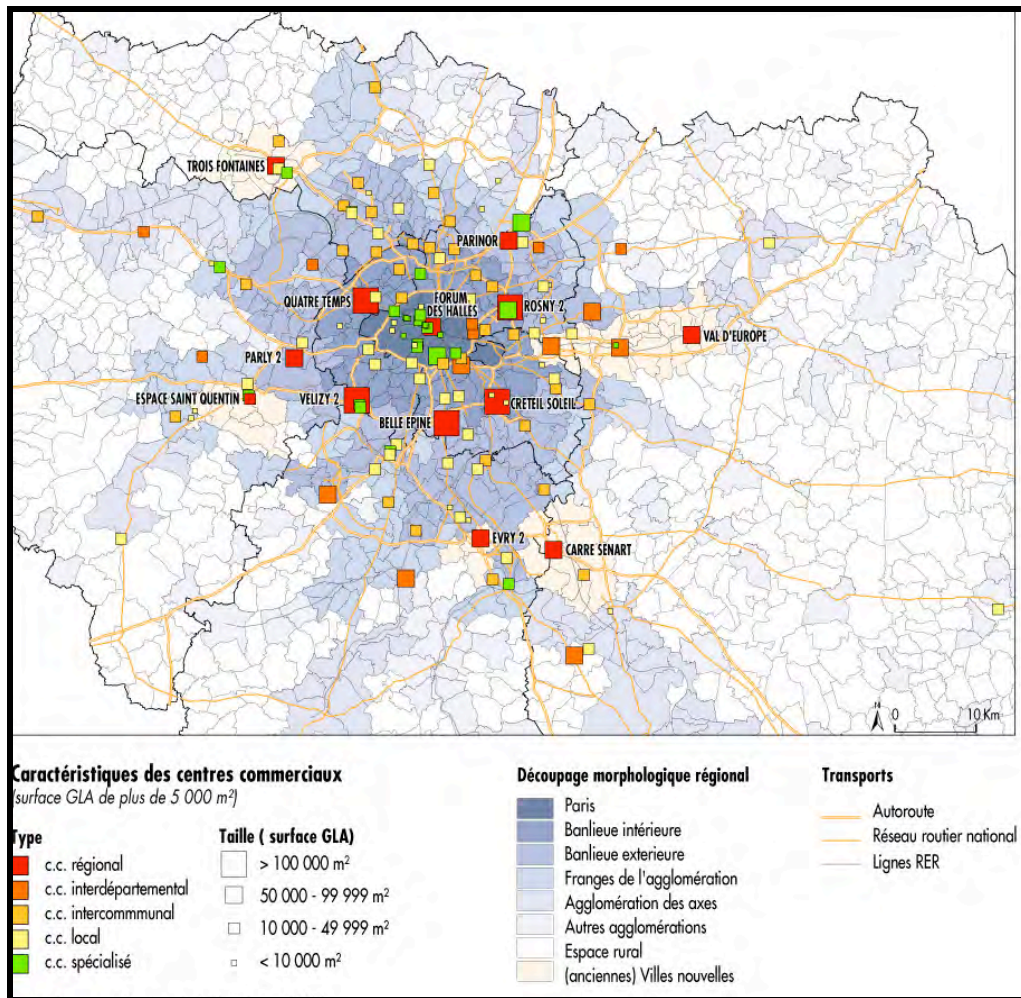 TROIS FONTAINES
PARINOR
QUATRE TEMPS
FORUM
DES HALLES
ROSNY 2
VAL D'EUROPE
PARLY 2
ESPACE SAINT QUENTIN
VELIZY 2
CRETEIL SOLEIL
BELLE EPINE
EVRY 2
CARRE SENART
N
0 10 Km
Caractéristiques des centres commerciaux
(surface GLA de plus de 5 000 m²)
Type
c.c. régional
c.c. interdépartemental
c.c. intercommmunal
c.c. local
c.c. spécialisé
Taille ( surface GLA)
> 100 000 m²
50 000 - 99 999 m²
10 000 - 49 999 m²
< 10 000 m²
Découpage morphologique régional
Paris
Banlieue intérieure
Banlieue exterieure
Franges de l'agglomération
Agglomération des axes
Autres agglomérations
Espace rural
(anciennes) Villes nouvelles
Transports
Autoroute
Réseau routier national
Lignes RER